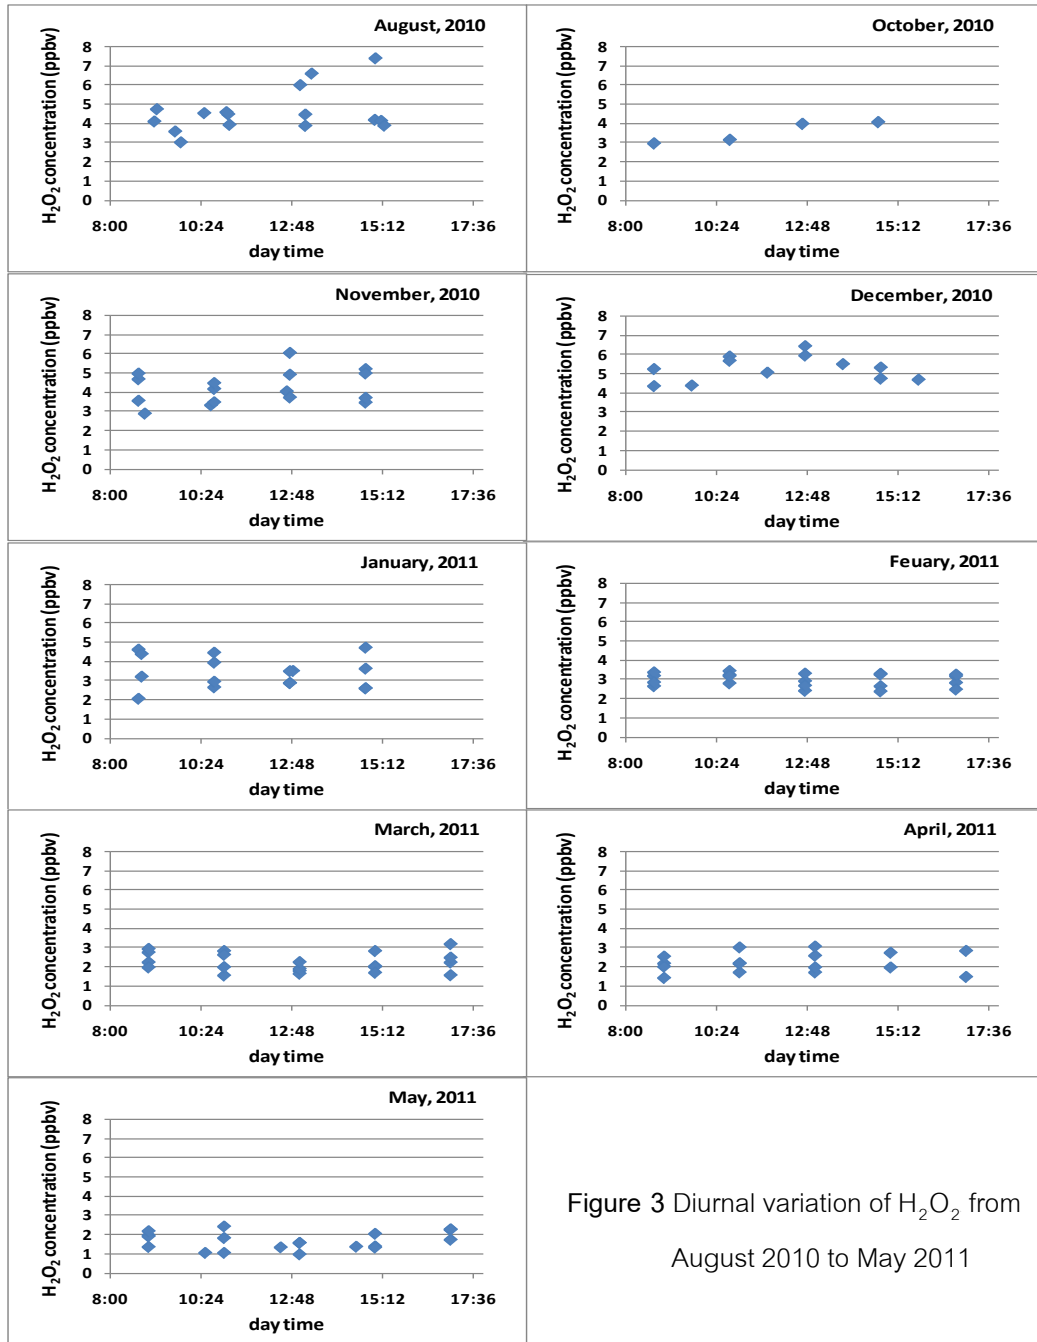 August, 2010
H₂O₂ concentration (ppbv)
8
7
6
5
4
3
2
1
0
8:00 10:24 12:48 15:12 17:36
day time
October, 2010
H₂O₂ concentration (ppbv)
8
7
6
5
4
3
2
1
0
8:00 10:24 12:48 15:12 17:36
day time
November, 2010
H₂O₂ concentration (ppbv)
8
7
6
5
4
3
2
1
0
8:00 10:24 12:48 15:12 17:36
day time
December, 2010
H₂O₂ concentration (ppbv)
8
7
6
5
4
3
2
1
0
8:00 10:24 12:48 15:12 17:36
day time
January, 2011
H₂O₂ concentration (ppbv)
8
7
6
5
4
3
2
1
0
8:00 10:24 12:48 15:12 17:36
day time
Feuary, 2011
H₂O₂ concentration (ppbv)
8
7
6
5
4
3
2
1
0
8:00 10:24 12:48 15:12 17:36
day time
March, 2011
H₂O₂ concentration (ppbv)
8
7
6
5
4
3
2
1
0
8:00 10:24 12:48 15:12 17:36
day time
April, 2011
H₂O₂ concentration (ppbv)
8
7
6
5
4
3
2
1
0
8:00 10:24 12:48 15:12 17:36
day time
May, 2011
H₂O₂ concentration (ppbv)
8
7
6
5
4
3
2
1
0
8:00 10:24 12:48 15:12 17:36
day time
Figure 3 Diurnal variation of H₂O₂ from
August 2010 to May 2011